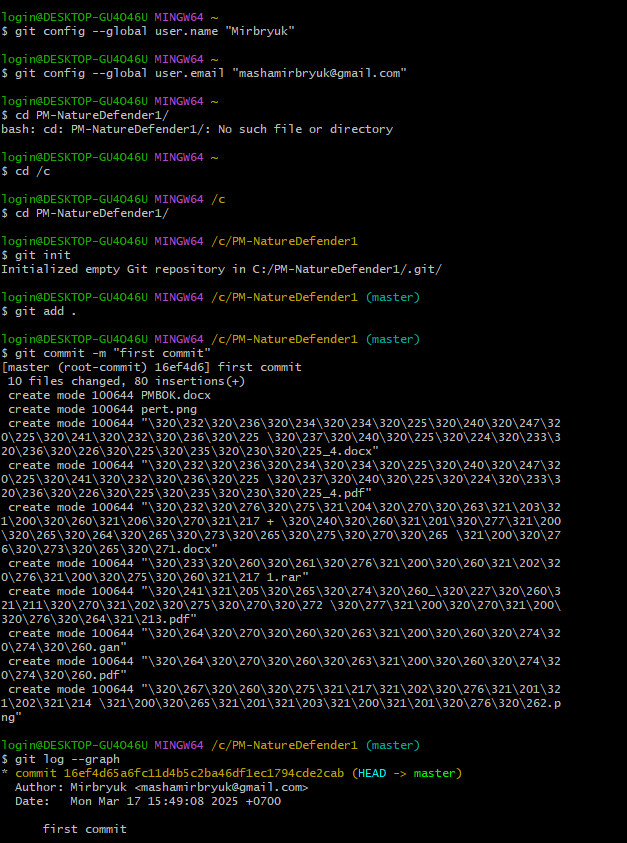 login@DESKTOP-GU4O46U MINGW64 ~
$ git config --global user.name "Mirbryuk"
login@DESKTOP-GU4O46U MINGW64 ~
$ git config --global user.email "mashamirbryuk@gmail.com"
login@DESKTOP-GU4O46U MINGW64 ~
$ cd PM-NatureDefender1/
bash: cd: PM-NatureDefender1/: No such file or directory
login@DESKTOP-GU4O46U MINGW64 ~
$ cd /c
login@DESKTOP-GU4O46U MINGW64 /c
$ cd PM-NatureDefender1/
login@DESKTOP-GU4O46U MINGW64 /c/PM-NatureDefender1
$ git init
Initialized empty Git repository in C:/PM-NatureDefender1/.git/
login@DESKTOP-GU4O46U MINGW64 /c/PM-NatureDefender1 (master)
$ git add .
login@DESKTOP-GU4O46U MINGW64 /c/PM-NatureDefender1 (master)
$ git commit -m "first commit"
[master (root-commit) 16ef4d6] first commit
 10 files changed, 80 insertions(+)
 create mode 100644 PMBOK.docx
 create mode 100644 pert.png
 create mode 100644 "\320\232\320\236\320\234\320\234\320\225\320\240\320\247\32
0\225\320\241\320\232\320\236\320\225 \320\237\320\240\320\225\320\224\320\233\3
20\236\320\226\320\225\320\235\320\230\320\225_4.docx"
 create mode 100644 "\320\232\320\236\320\234\320\234\320\225\320\240\320\247\32
0\225\320\241\320\232\320\236\320\225 \320\237\320\240\320\225\320\224\320\233\3
20\236\320\226\320\225\320\235\320\230\320\225_4.pdf"
 create mode 100644 "\320\232\320\276\320\275\321\204\320\270\320\263\321\203\32
1\200\320\260\321\206\320\270\321\217 + \320\240\320\260\321\201\320\277\321\200
\320\265\320\264\320\265\320\273\320\265\320\275\320\270\320\265 \321\200\320\27
6\320\273\320\265\320\271.docx"
 create mode 100644 "\320\233\320\260\320\261\320\276\321\200\320\260\321\202\32
0\276\321\200\320\275\320\260\321\217 1.rar"
 create mode 100644 "\320\241\321\205\320\265\320\274\320\260_\320\227\320\260\3
21\211\320\270\321\202\320\275\320\270\320\272 \320\277\321\200\320\270\321\200\
320\276\320\264\321\213.pdf"
 create mode 100644 "\320\264\320\270\320\260\320\263\321\200\320\260\320\274\32
0\274\320\260.gan"
 create mode 100644 "\320\264\320\270\320\260\320\263\321\200\320\260\320\274\32
0\274\320\260.pdf"
 create mode 100644 "\320\267\320\260\320\275\321\217\321\202\320\276\321\201\32
1\202\321\214 \321\200\320\265\321\201\321\203\321\200\321\201\320\276\320\262.p
ng"
login@DESKTOP-GU4O46U MINGW64 /c/PM-NatureDefender1 (master)
$ git log --graph
* commit 16ef4d65a6fc11d4b5c2ba46df1ec1794cde2cab (HEAD -> master)
  Author: Mirbryuk <mashamirbryuk@gmail.com>
  Date:   Mon Mar 17 15:49:08 2025 +0700
      first commit